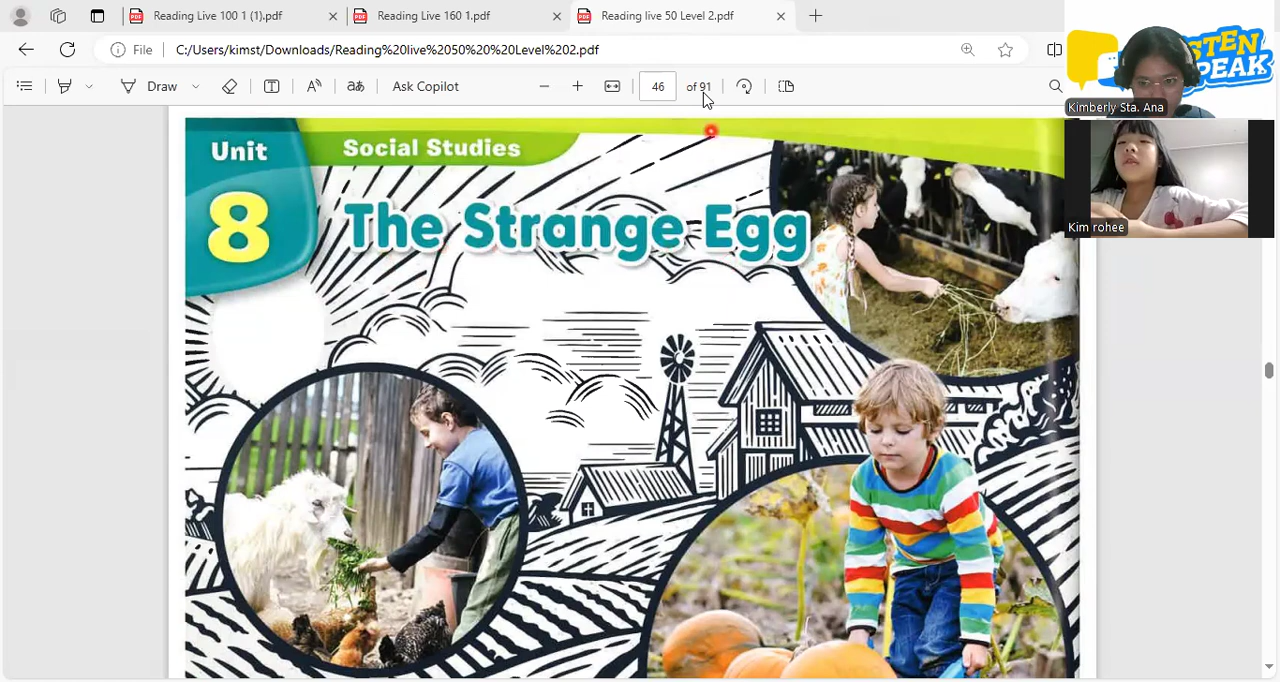 Reading Live 100 1 (1).pdf
Reading Live 160 1.pdf
Reading live 50 Level 2.pdf
File
C:/Users/kimst/Downloads/Reading%20live%2050%20%20Level%202.pdf
Draw
Ask Copilot
46
of 91
STEN
PEAK
Kimberly Sta. Ana
Kim rohee
Unit
8
Social Studies
The Strange Egg